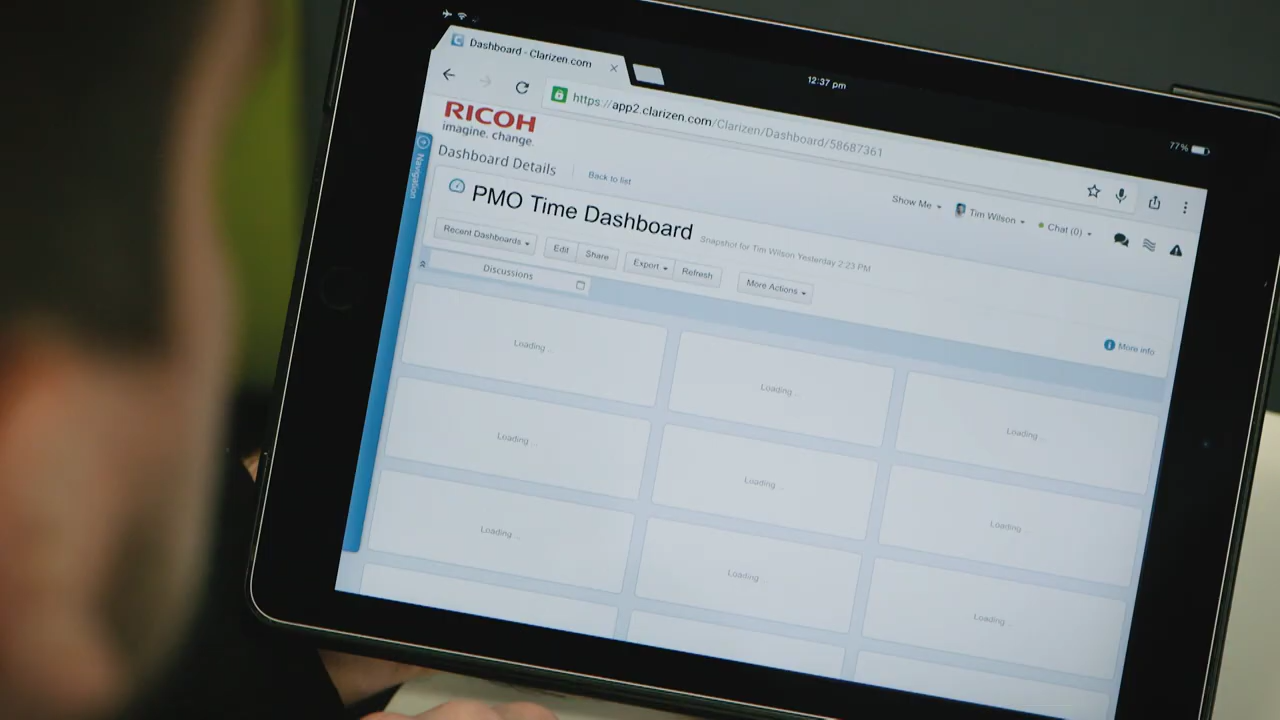 Dashboard - Clarizen.com
12:37 pm
77%
https://app2.clarizen.com/Clarizen/Dashboard/58687361
RICOH
imagine. change.
Navigation
Dashboard Details
Back to list
Show Me
Tim Wilson
Chat (0)
PMO Time Dashboard
Snapshot for Tim Wilson Yesterday 2:23 PM
Recent Dashboards
Edit
Share
Export
Refresh
More Actions
Discussions
More info
Loading ...
Loading ...
Loading ...
Loading ...
Loading ...
Loading ...
Loading ...
Loading ...
Loading ...